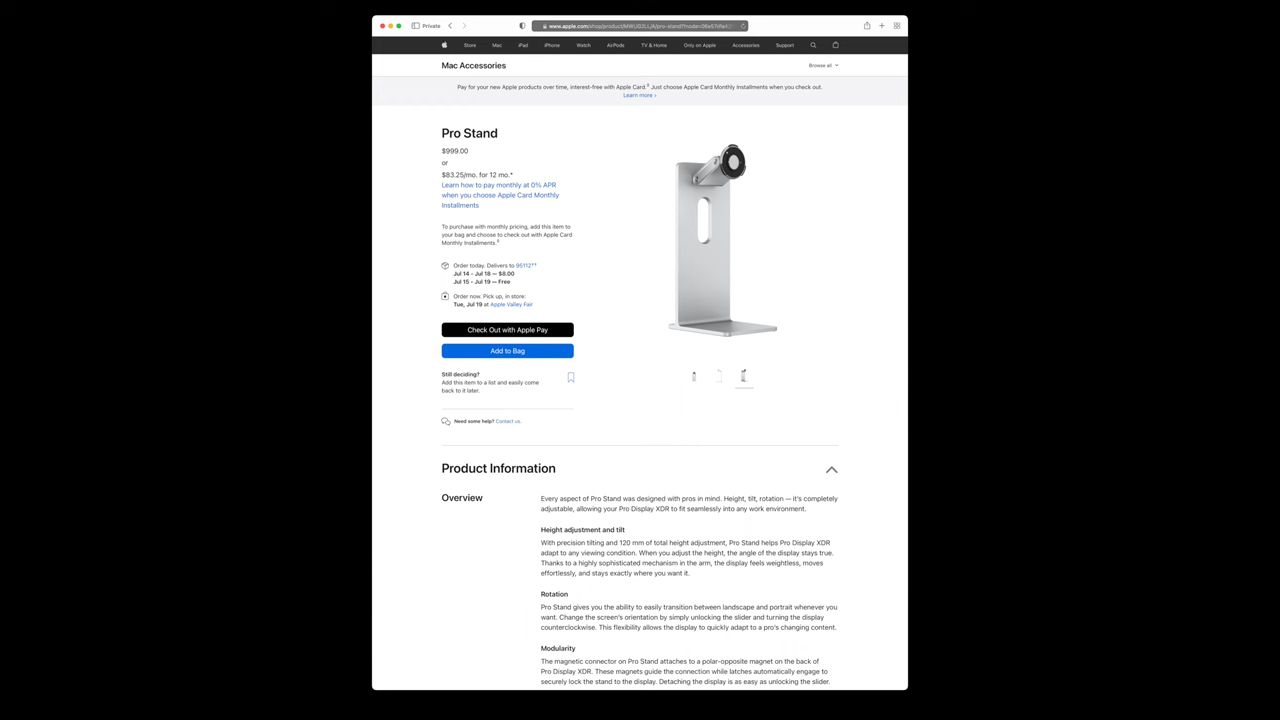 Private
www.apple.com/shop/product/MWUG2LL/A/pro-stand?
Store Mac iPad iPhone Watch AirPods TV & Home Only on Apple Accessories Support
Mac Accessories
Browse all
Pay for your new Apple products over time, interest-free with Apple Card.◊ Just choose Apple Card Monthly Installments when you check out.
Learn more >
Pro Stand
$999.00
or
$83.25/mo. for 12 mo.*
Learn how to pay monthly at 0% APR
when you choose Apple Card Monthly
Installments
To purchase with monthly pricing, add this item to
your bag and choose to check out with Apple Card
Monthly Installments.◊
Order today. Delivers to 95112‡‡
Jul 14 - Jul 18 — $8.00
Jul 15 - Jul 19 — Free
Order now. Pick up, in store:
Tue, Jul 19 at Apple Valley Fair
Check Out with Apple Pay
Add to Bag
Still deciding?
Add this item to a list and easily come
back to it later.
Need some help? Contact us.
Product Information
Overview
Every aspect of Pro Stand was designed with pros in mind. Height, tilt, rotation — it's completely
adjustable, allowing your Pro Display XDR to fit seamlessly into any work environment.
Height adjustment and tilt
With precision tilting and 120 mm of total height adjustment, Pro Stand helps Pro Display XDR
adapt to any viewing condition. When you adjust the height, the angle of the display stays true.
Thanks to a highly sophisticated mechanism in the arm, the display feels weightless, moves
effortlessly, and stays exactly where you want it.
Rotation
Pro Stand gives you the ability to easily transition between landscape and portrait whenever you
want. Change the screen's orientation by simply unlocking the slider and turning the display
counterclockwise. This flexibility allows the display to quickly adapt to a pro's changing content.
Modularity
The magnetic connector on Pro Stand attaches to a polar-opposite magnet on the back of
Pro Display XDR. These magnets guide the connection while latches automatically engage to
securely lock the stand to the display. Detaching the display is as easy as unlocking the slider.